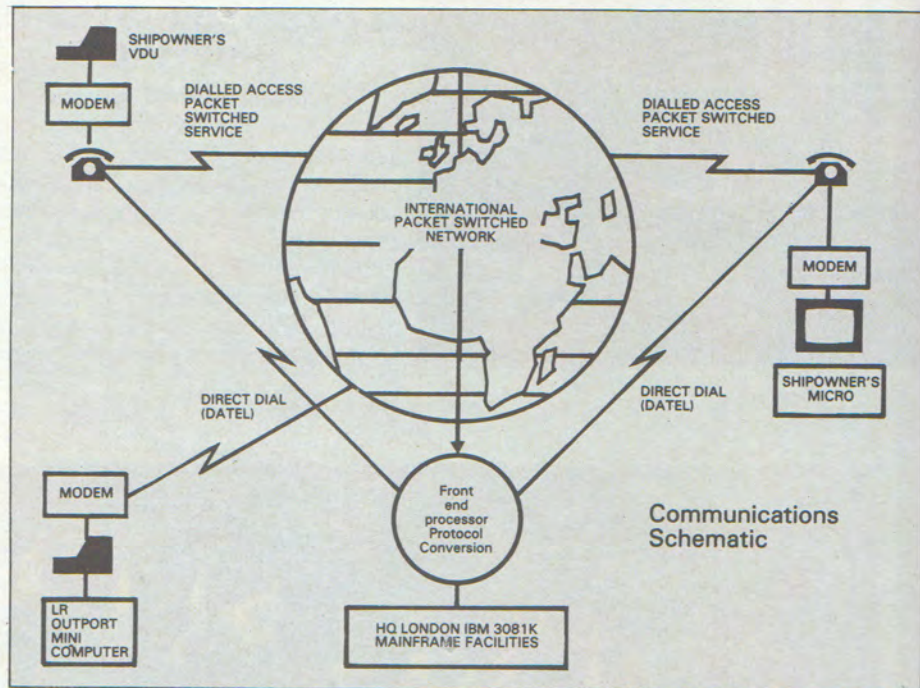 SHIPOWNER'S
VDU
MODEM
DIALLED ACCESS
PACKET
SWITCHED
SERVICE
DIALLED ACCESS
PACKET SWITCHED
SERVICE
INTERNATIONAL
PACKET SWITCHED
NETWORK
MODEM
SHIPOWNER'S
MICRO
DIRECT DIAL
(DATEL)
DIRECT DIAL
(DATEL)
MODEM
LR
OUTPORT
MINI
COMPUTER
Front
end
processor
Protocol
Conversion
Communications
Schematic
HQ LONDON IBM 3081K
MAINFRAME FACILITIES